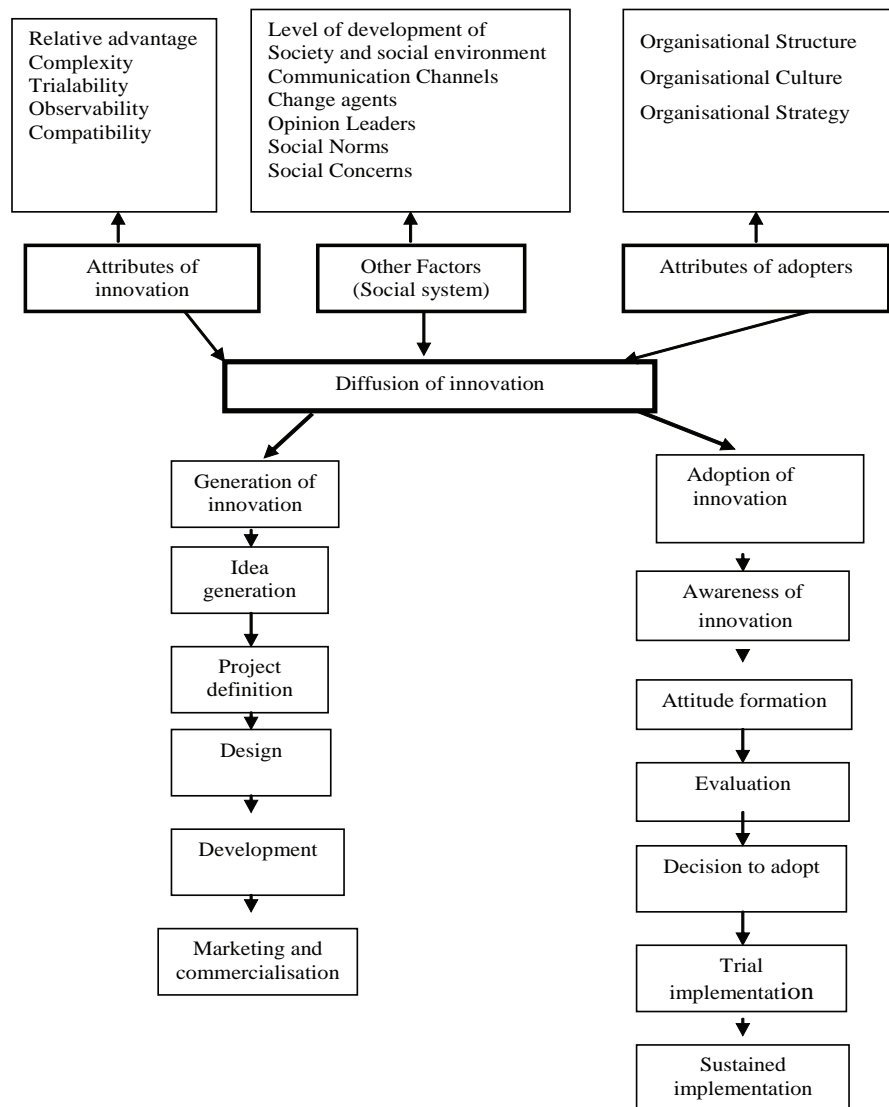 Relative advantage
Complexity
Trialability
Observability
Compatibility
Level of development of
Society and social environment
Communication Channels
Change agents
Opinion Leaders
Social Norms
Social Concerns
Organisational Structure
Organisational Culture
Organisational Strategy
Attributes of
innovation
Other Factors
(Social system)
Attributes of adopters
Diffusion of innovation
Generation of
innovation
Idea
generation
Project
definition
Design
Development
Marketing and
commercialisation
Adoption of
innovation
Awareness of
innovation
Attitude formation
Evaluation
Decision to adopt
Trial
implementation
Sustained
implementation